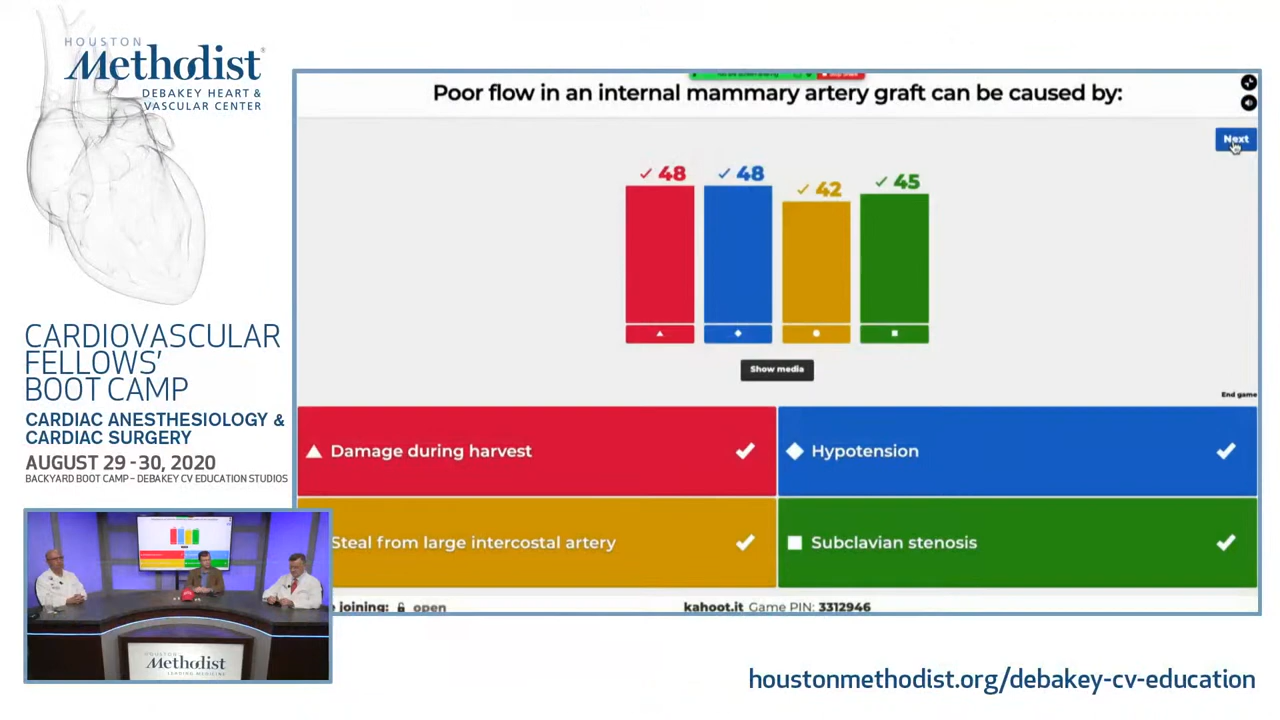 HOUSTON
Methodist®
DEBAKEY HEART &
VASCULAR CENTER
CARDIOVASCULAR
FELLOWS'
BOOT CAMP
CARDIAC ANESTHESIOLOGY &
CARDIAC SURGERY
AUGUST 29-30, 2020
BACKYARD BOOT CAMP – DEBAKEY CV EDUCATION STUDIOS
Poor flow in an internal mammary artery graft can be caused by:
Next
48
48
42
45
Show media
End game
Damage during harvest
Hypotension
Steal from large intercostal artery
Subclavian stenosis
joining: open
kahoot.it Game PIN: 3312946
HOUSTON
Methodist
LEADING MEDICINE
houstonmethodist.org/debakey-cv-education